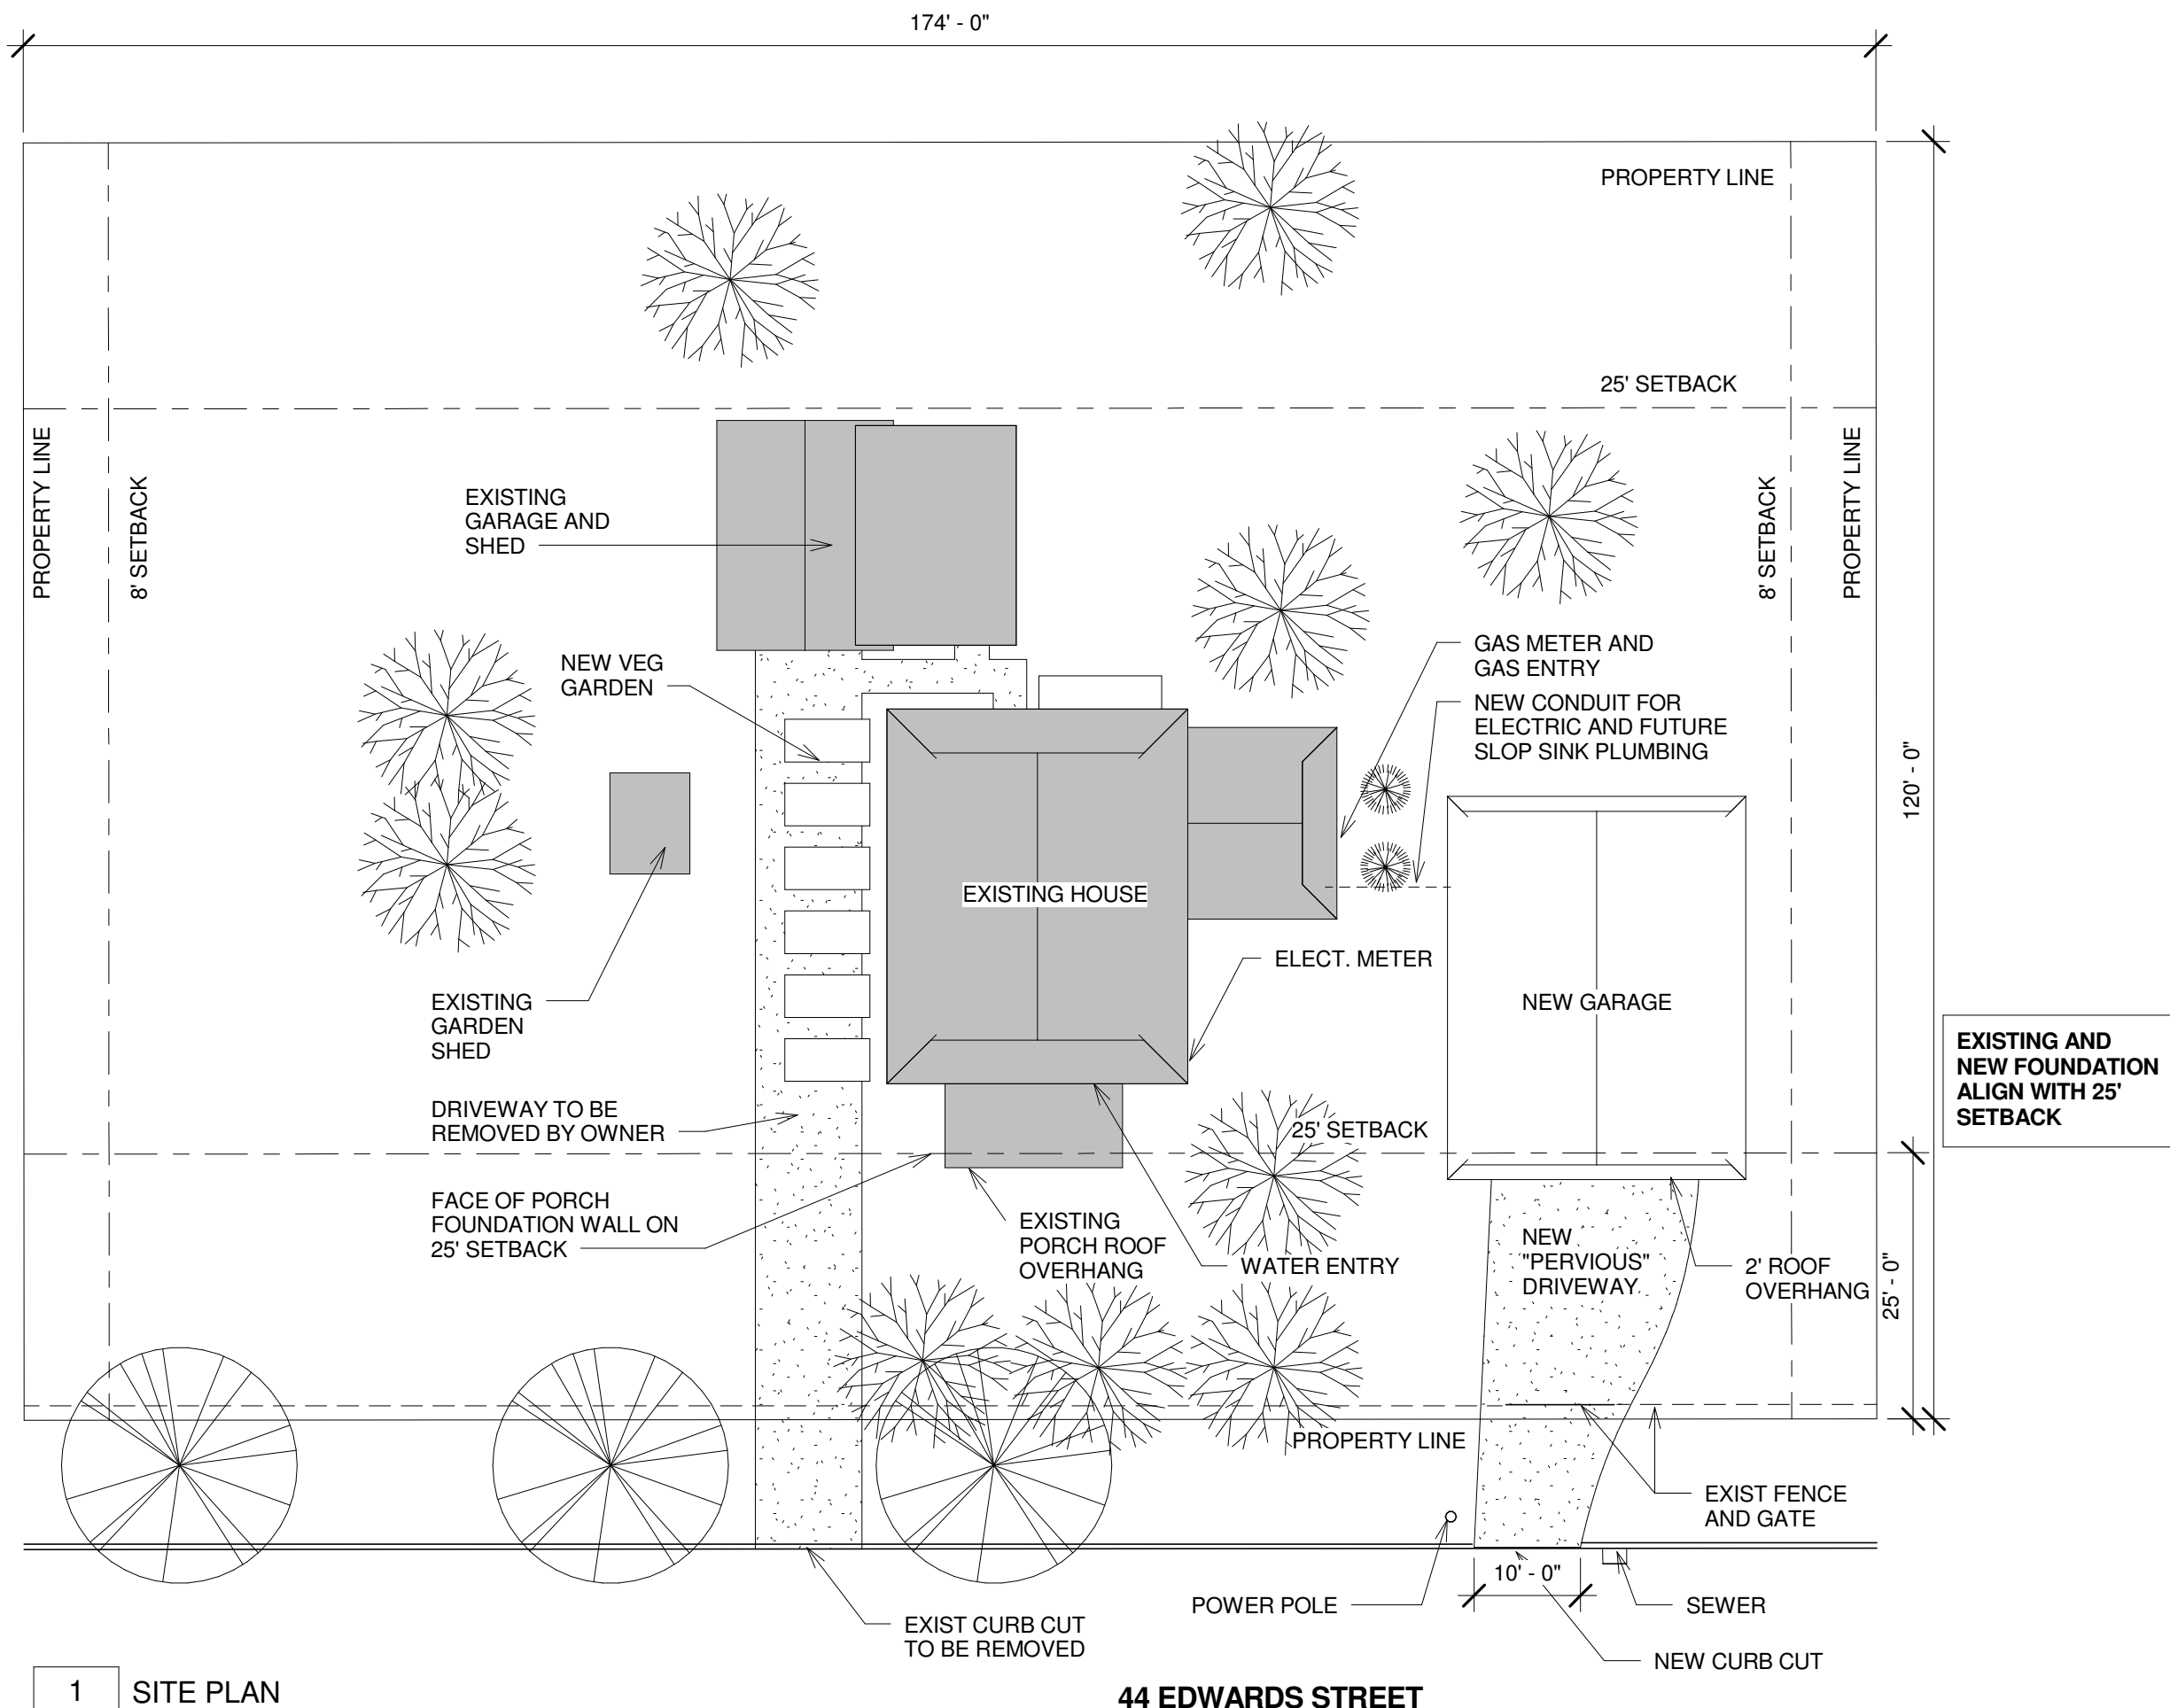 174' - 0"
PROPERTY LINE
25' SETBACK
PROPERTY LINE
8' SETBACK
EXISTING
GARAGE AND
SHED
8' SETBACK
PROPERTY LINE
NEW VEG
GARDEN
GAS METER AND
GAS ENTRY
NEW CONDUIT FOR
ELECTRIC AND FUTURE
SLOP SINK PLUMBING
120' - 0"
EXISTING HOUSE
ELECT. METER
NEW GARAGE
EXISTING
GARDEN
SHED
EXISTING AND
NEW FOUNDATION
ALIGN WITH 25'
SETBACK
DRIVEWAY TO BE
REMOVED BY OWNER
25' SETBACK
FACE OF PORCH
FOUNDATION WALL ON
25' SETBACK
EXISTING
PORCH ROOF
OVERHANG
WATER ENTRY
NEW
"PERVIOUS"
DRIVEWAY
2' ROOF
OVERHANG
25' - 0"
PROPERTY LINE
EXIST FENCE
AND GATE
10' - 0"
POWER POLE
SEWER
EXIST CURB CUT
TO BE REMOVED
NEW CURB CUT
1
SITE PLAN
44 EDWARDS STREET